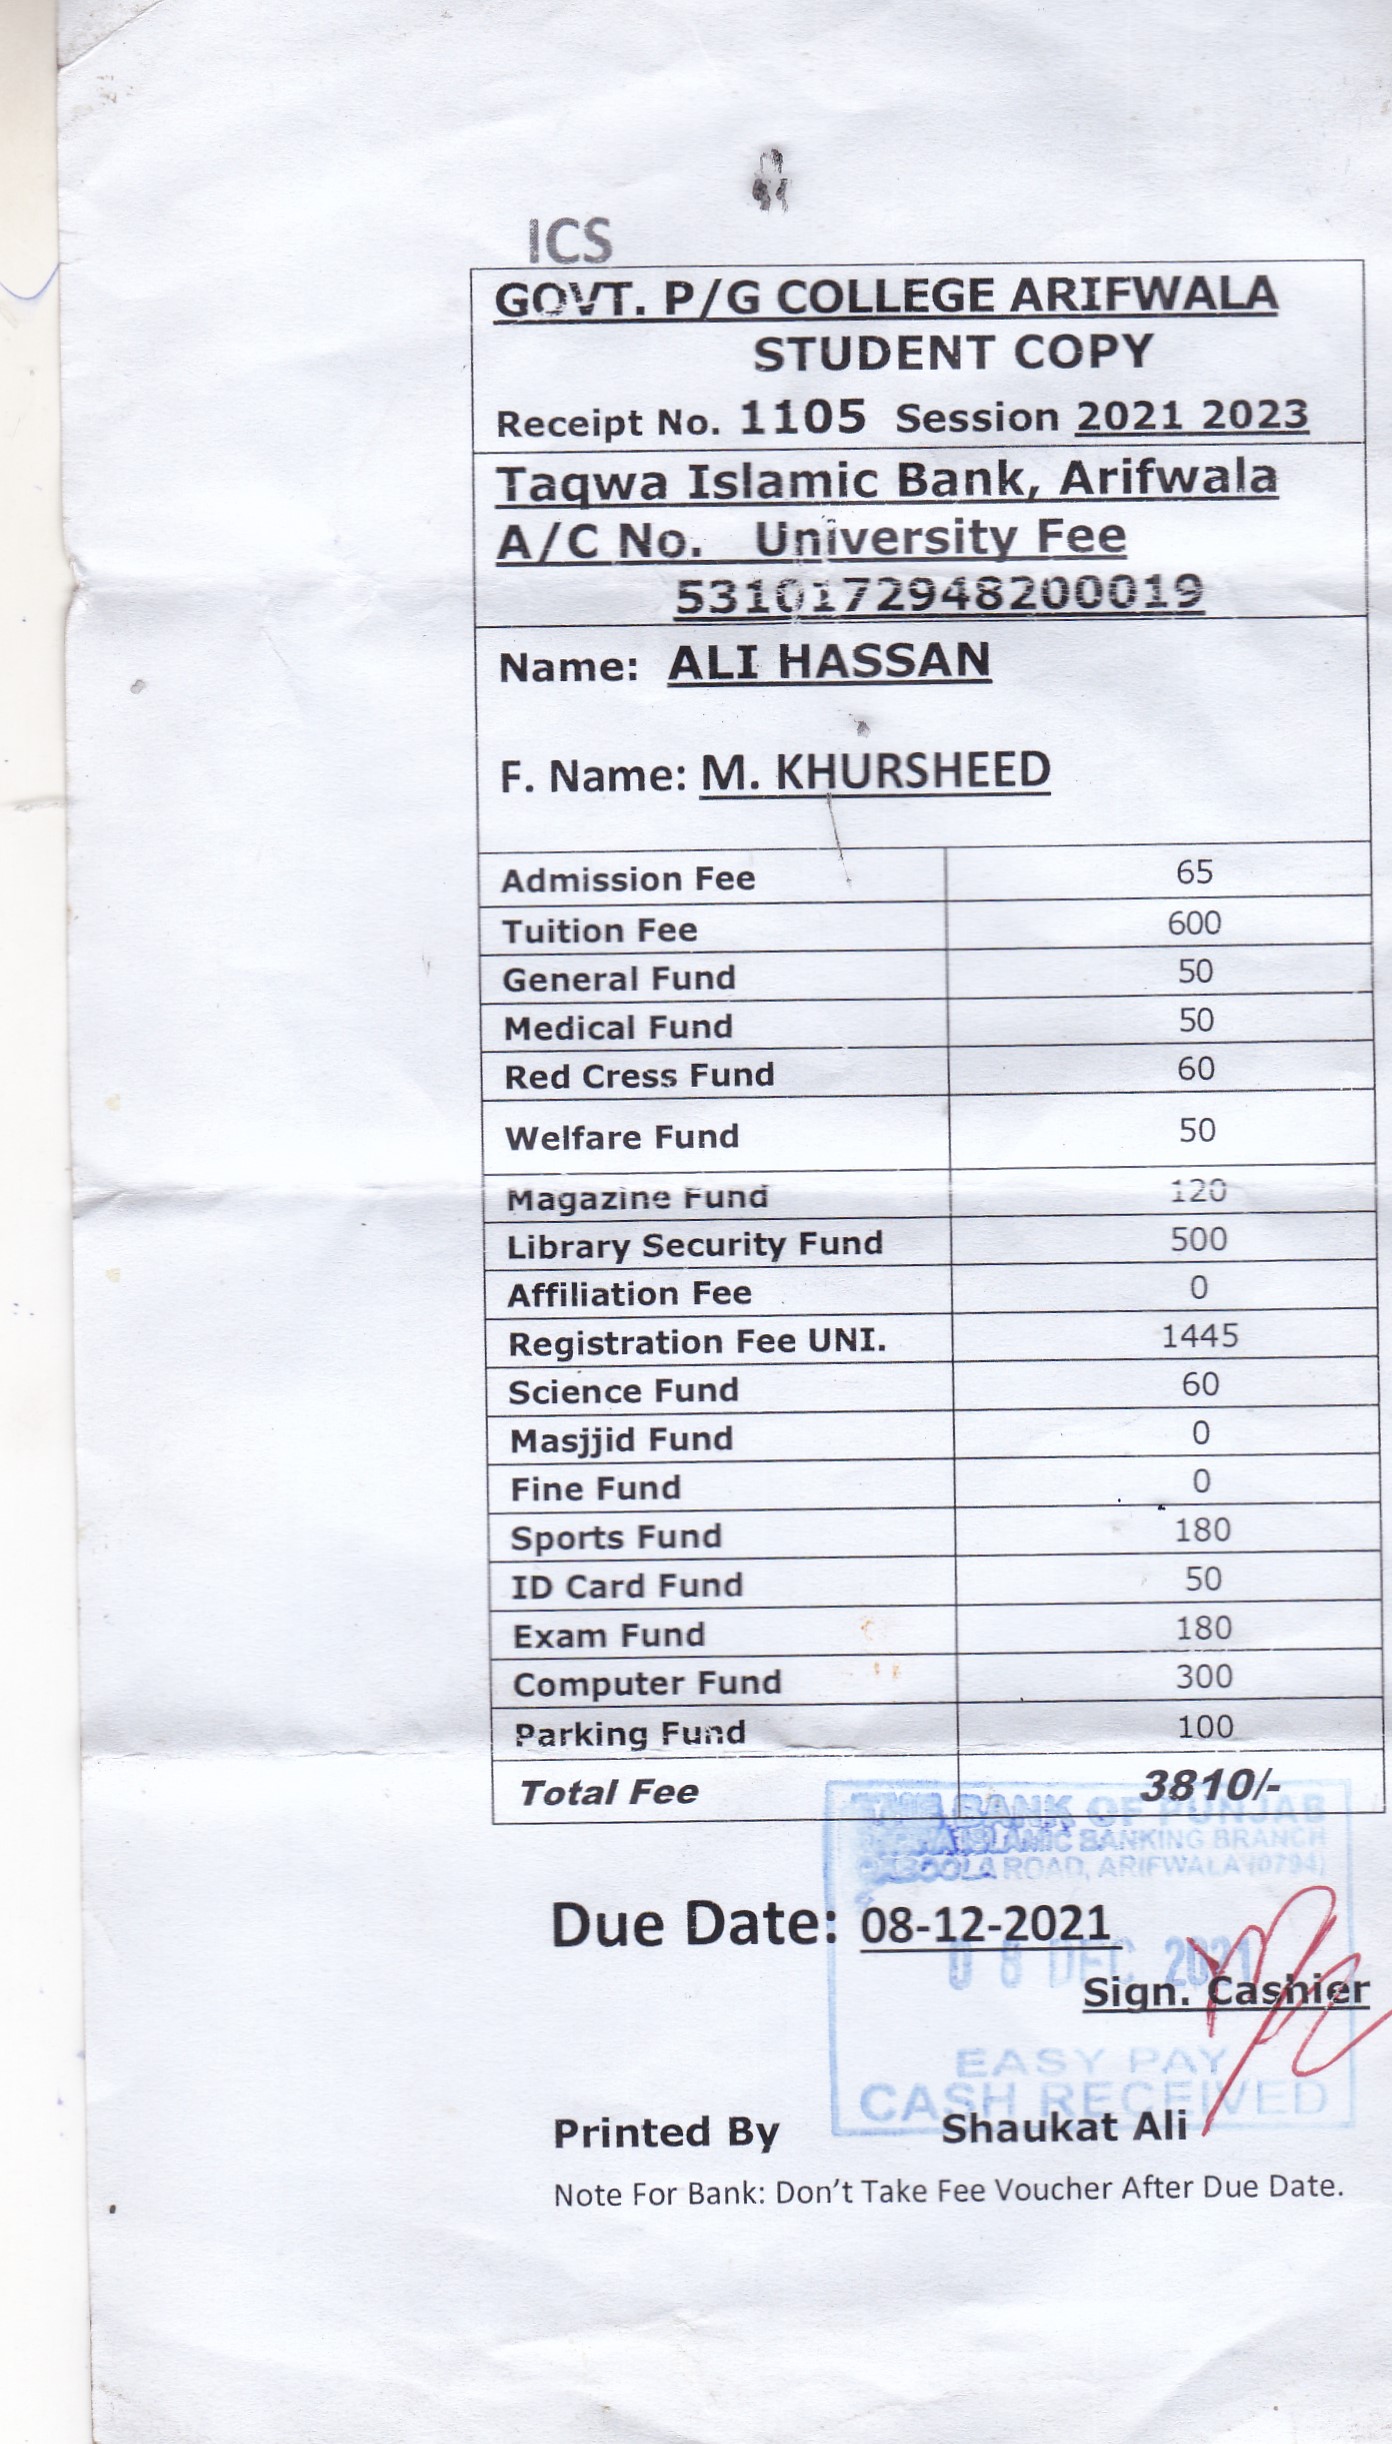 ICS
GOVT. P/G COLLEGE ARIFWALA
STUDENT COPY
Receipt No. 1105 Session 2021 2023
Taqwa Islamic Bank, Arifwala
A/C No. University Fee
5310172948200019
Name: ALI HASSAN
F. Name: M. KHURSHEED
Admission Fee 65
Tuition Fee 600
General Fund 50
Medical Fund 50
Red Cress Fund 60
Welfare Fund 50
Magazine Fund 120
Library Security Fund 500
Affiliation Fee 0
Registration Fee UNI. 1445
Science Fund 60
Masjjid Fund 0
Fine Fund 0
Sports Fund 180
ID Card Fund 50
Exam Fund 180
Computer Fund 300
Parking Fund 100
Total Fee 3810/-
THE BANK OF PUNJAB
ISLAMIC BANKING BRANCH
ROAD, ARIFWALA (0794)
Due Date: 08-12-2021
08 DEC 2021
Sign. Cashier
EASY PAY
CASH RECEIVED
Printed By Shaukat Ali
Note For Bank: Don't Take Fee Voucher After Due Date.